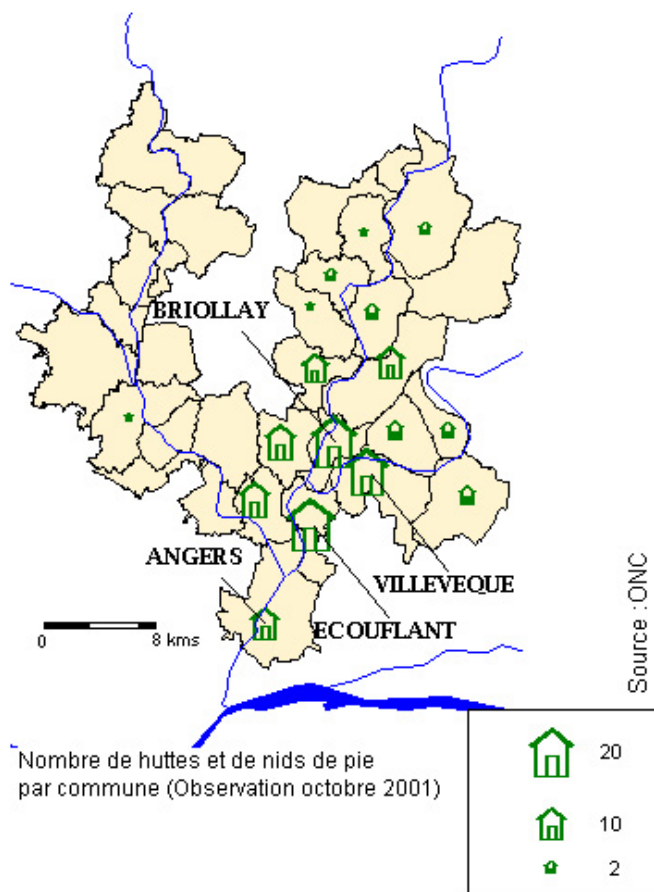 BRIOLLAY
ANGERS
VILLEVEQUE
ECOUFLANT
0 8 kms
Source :ONC
Nombre de huttes et de nids de pie
par commune (Observation octobre 2001)
20
10
2